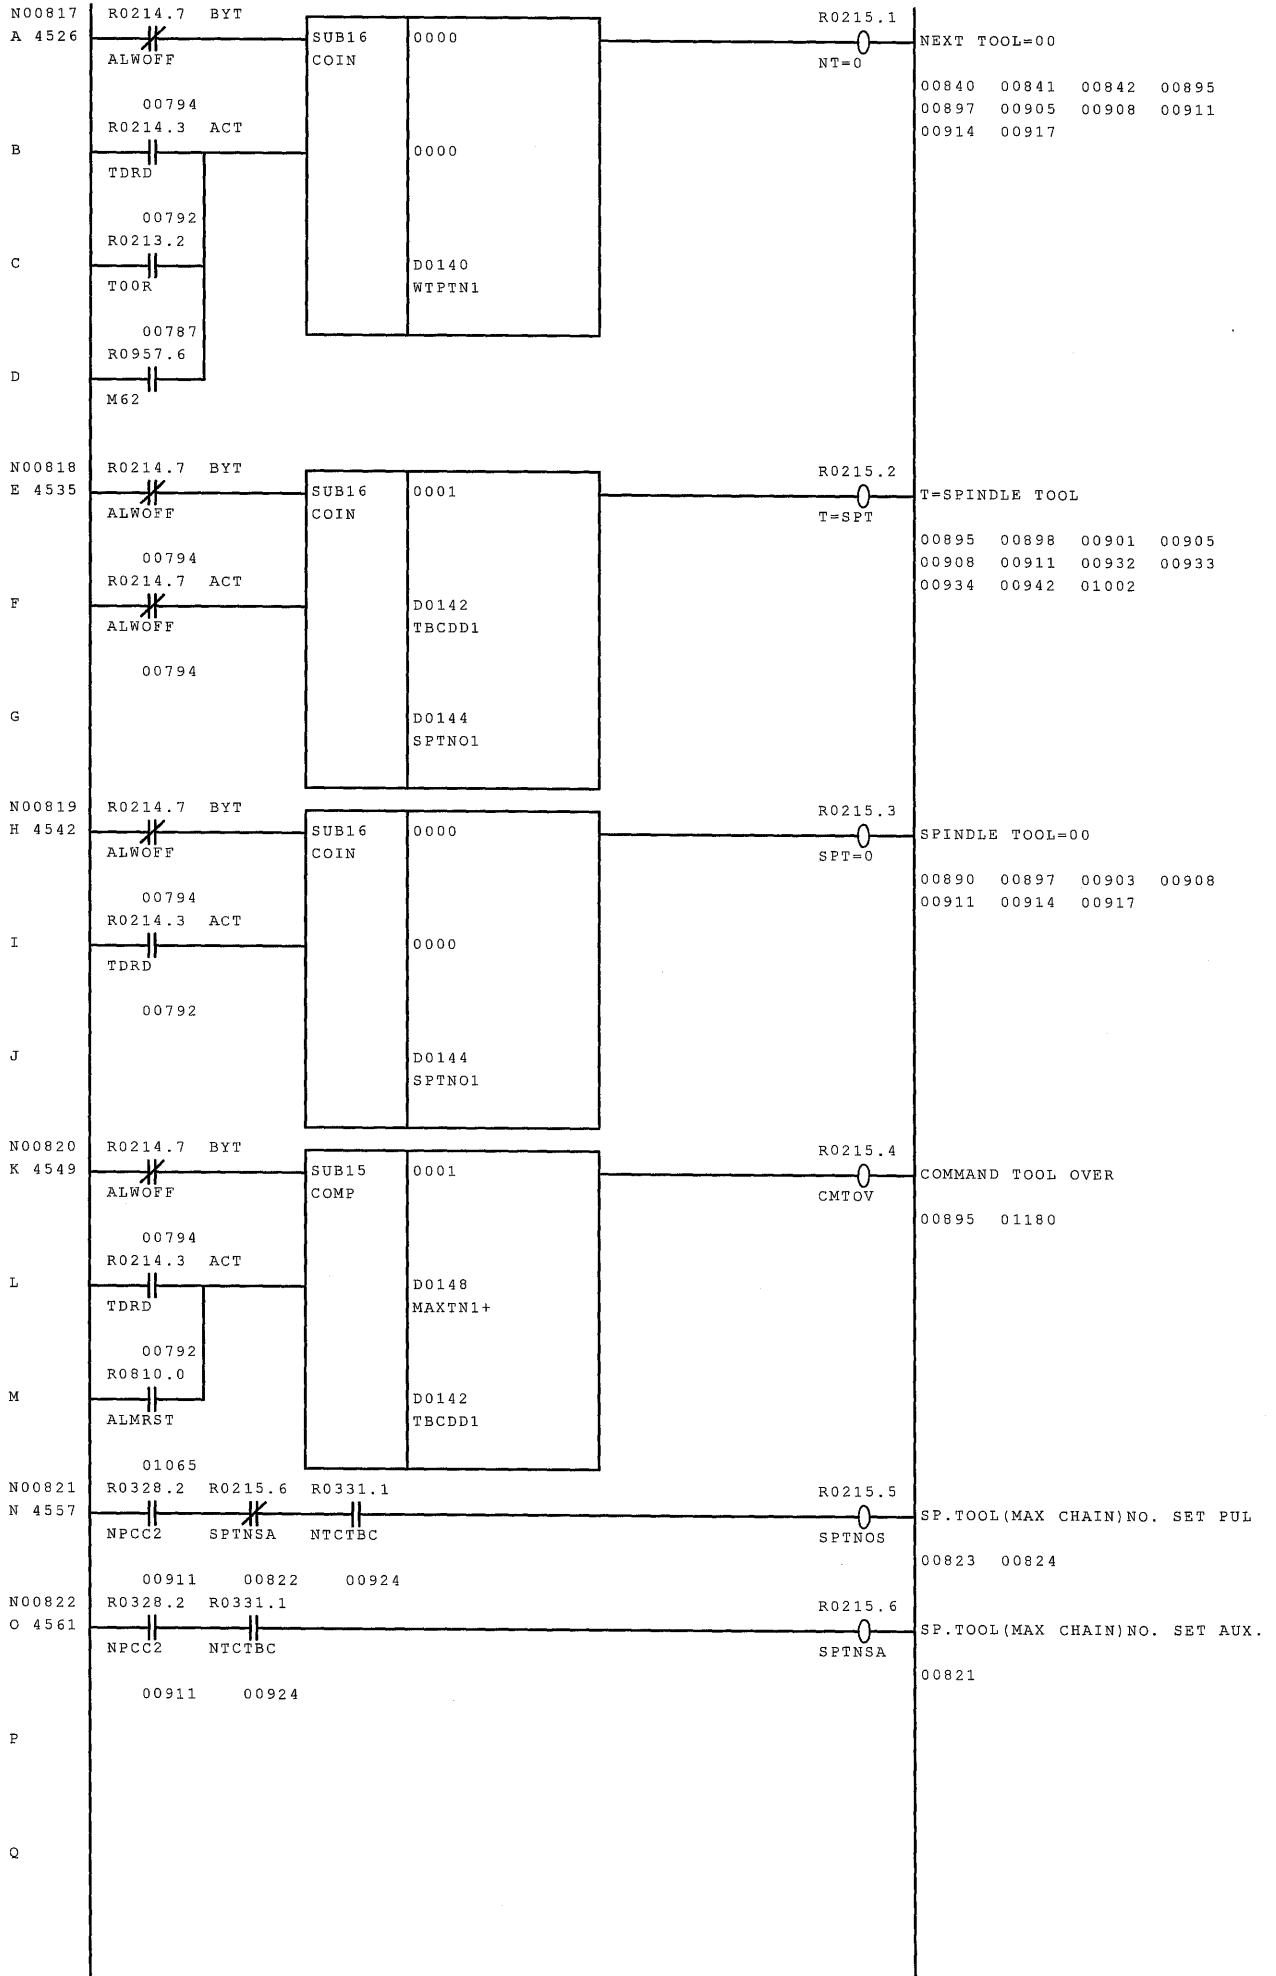 N00817 R0214.7 BYT R0215.1
A 4526 SUB16 0000 NEXT TOOL=00
ALWOFF COIN NT=0
00840 00841 00842 00895
00794 00897 00905 00908 00911
R0214.3 ACT 00914 00917
B 0000
TDRD
00792
R0213.2
C D0140
T00R WTPTN1
00787
R0957.6
D
M62
N00818 R0214.7 BYT R0215.2
E 4535 SUB16 0001 T=SPINDLE TOOL
ALWOFF COIN T=SPT
00895 00898 00901 00905
00794 00908 00911 00932 00933
R0214.7 ACT 00934 00942 01002
F D0142
ALWOFF TBCDD1
00794
G D0144
SPTNO1
N00819 R0214.7 BYT R0215.3
H 4542 SUB16 0000 SPINDLE TOOL=00
ALWOFF COIN SPT=0
00890 00897 00903 00908
00794 00911 00914 00917
R0214.3 ACT
I 0000
TDRD
00792
J D0144
SPTNO1
N00820 R0214.7 BYT R0215.4
K 4549 SUB15 0001 COMMAND TOOL OVER
ALWOFF COMP CMTOV
00895 01180
00794
R0214.3 ACT
L D0148
TDRD MAXTN1+
00792
R0810.0
M D0142
ALMRST TBCDD1
01065
N00821 R0328.2 R0215.6 R0331.1 R0215.5
N 4557 SP.TOOL(MAX CHAIN)NO. SET PUL
NPCC2 SPTNSA NTCTBC SPTNOS
00823 00824
00911 00822 00924
N00822 R0328.2 R0331.1 R0215.6
O 4561 SP.TOOL(MAX CHAIN)NO. SET AUX.
NPCC2 NTCTBC SPTNSA
00821
00911 00924
P
Q